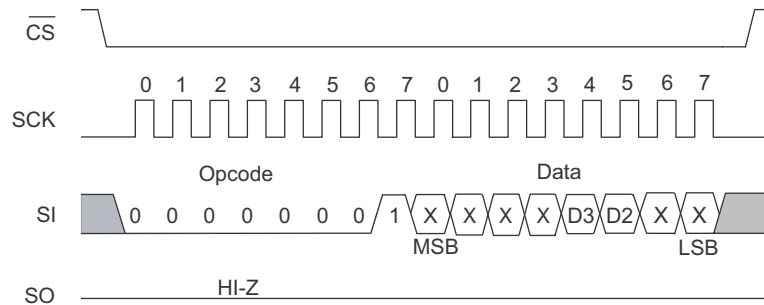 CS
0 1 2 3 4 5 6 7 0 1 2 3 4 5 6 7
SCK
Opcode Data
SI 0 0 0 0 0 0 0 1 X X X X D3 D2 X X
MSB LSB
HI-Z
SO